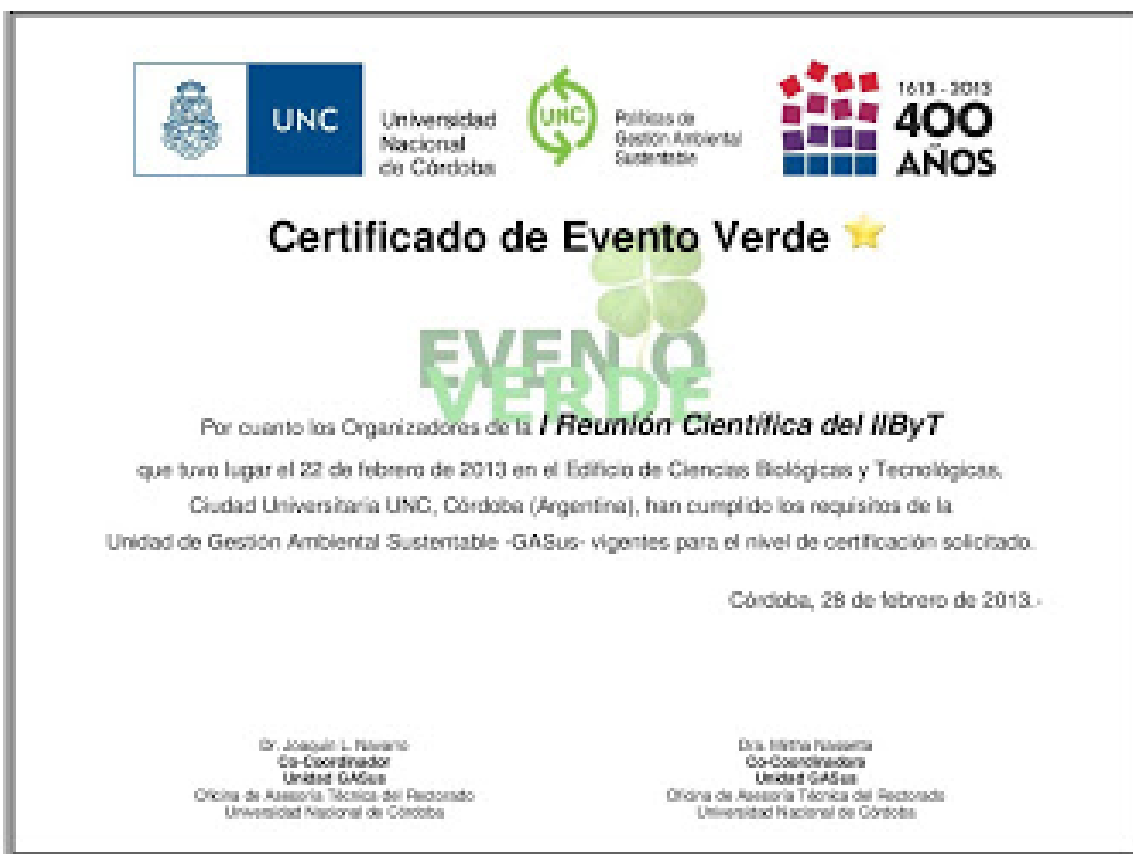 UNC
Universidad
Nacional
de Córdoba
UNC
Políticas de
Gestión Ambiental
Sustentable
1613 - 2013
400
AÑOS
Certificado de Evento Verde
EVENTO
VERDE
Por cuanto los Organizadores de la I Reunión Científica del IIByT
que tuvo lugar el 22 de febrero de 2013 en el Edificio de Ciencias Biológicas y Tecnológicas,
Ciudad Universitaria UNC, Córdoba (Argentina), han cumplido los requisitos de la
Unidad de Gestión Ambiental Sustentable -GASus- vigentes para el nivel de certificación solicitado.
Córdoba, 28 de febrero de 2013.-
Dr. Joaquín L. Navarro
Co-Coordinador
Unidad GASus
Oficina de Asesoría Técnica del Rectorado
Universidad Nacional de Córdoba
Dra. Mirtha
Co-Coordinadora
Unidad GASus
Oficina de Asesoría Técnica del Rectorado
Universidad Nacional de Córdoba